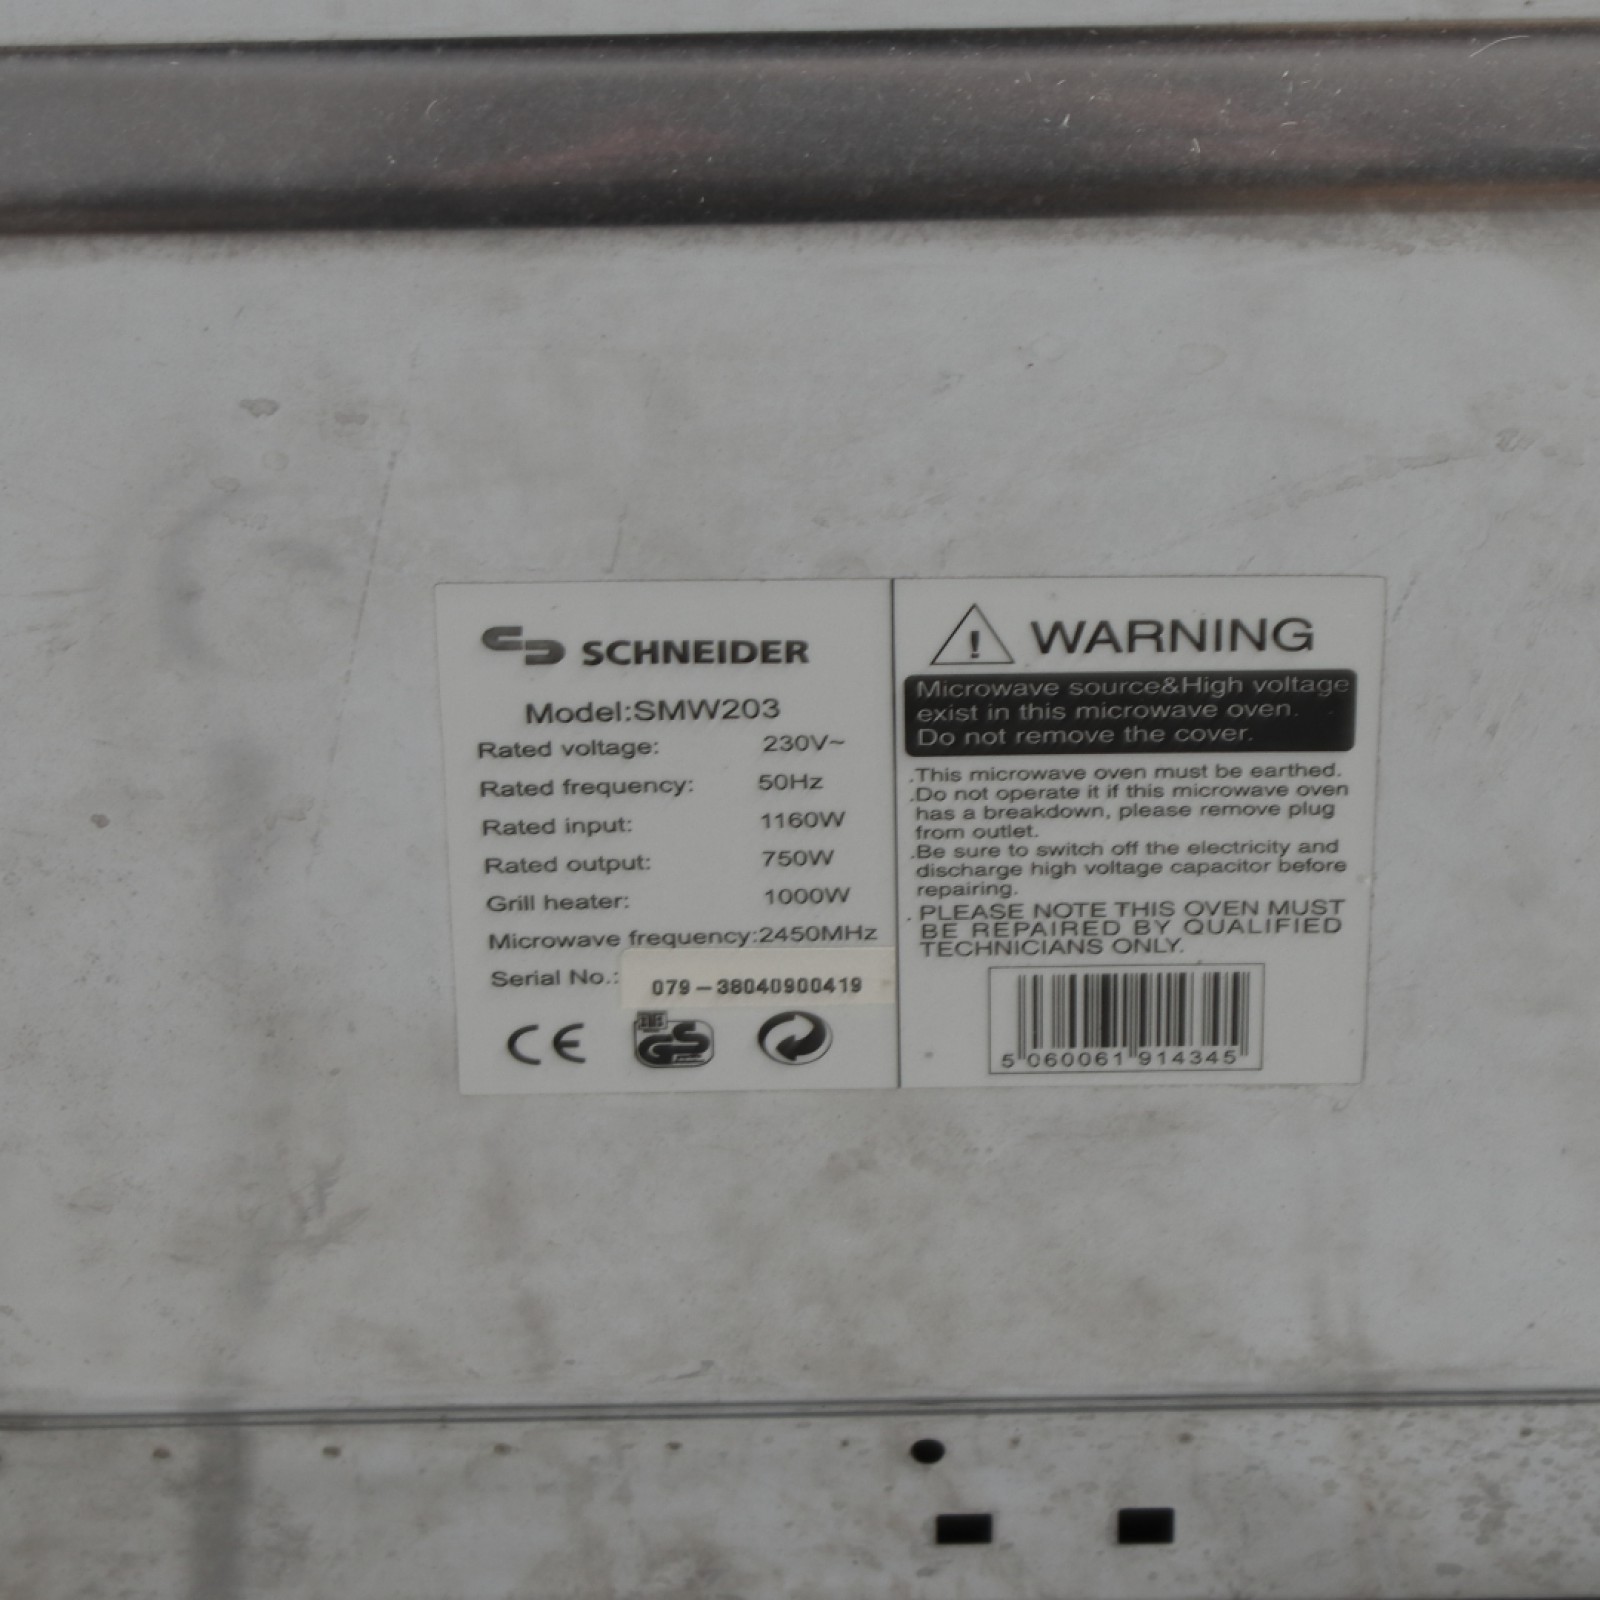 SCHNEIDER
Model:SMW203
Rated voltage: 230V~
Rated frequency: 50Hz
Rated input: 1160W
Rated output: 750W
Grill heater: 1000W
Microwave frequency:2450MHz
Serial No.: 079-38040900419
CE GS
! WARNING
Microwave source&High voltage
exist in this microwave oven.
Do not remove the cover.
.This microwave oven must be earthed.
.Do not operate it if this microwave oven
has a breakdown, please remove plug
from outlet.
.Be sure to switch off the electricity and
discharge high voltage capacitor before
repairing.
. PLEASE NOTE THIS OVEN MUST
BE REPAIRED BY QUALIFIED
TECHNICIANS ONLY.
5 060061 914345